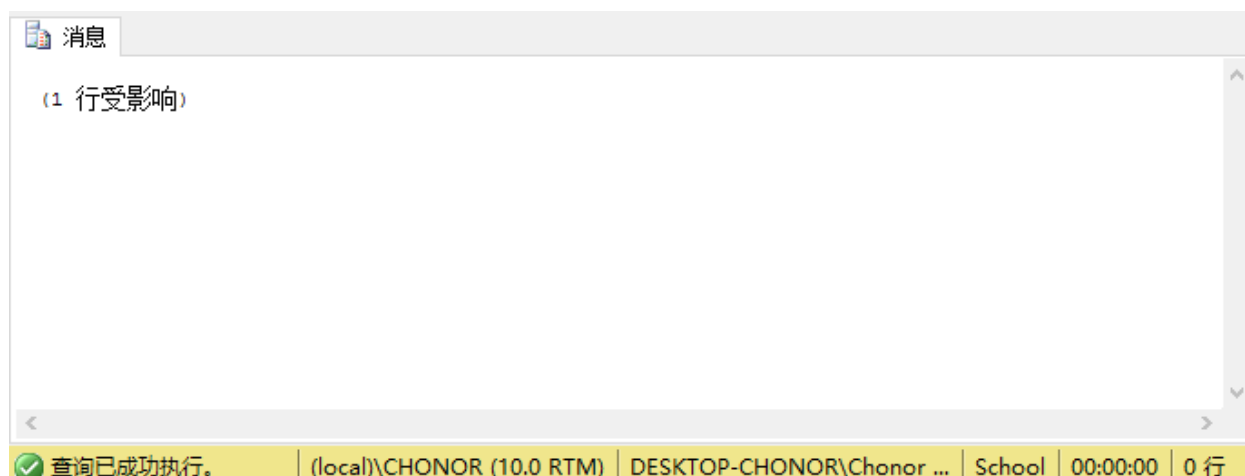 消息
(1 行受影响)
查询已成功执行。 (local)\CHONOR (10.0 RTM) DESKTOP-CHONOR\Chonor ... School 00:00:00 0 行